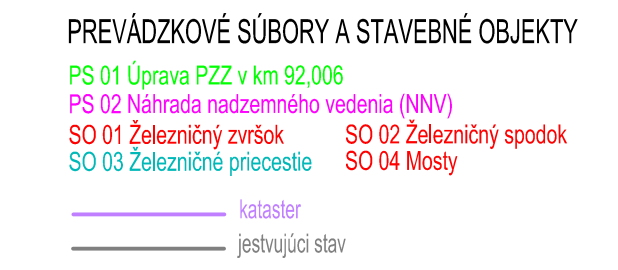 PREVÁDZKOVÉ SÚBORY A STAVEBNÉ OBJEKTY
PS 01 Úprava PZZ v km 92,006
PS 02 Náhrada nadzemného vedenia (NNV)
SO 01 Železničný zvršok SO 02 Železničný spodok
SO 03 Železničné priecestie SO 04 Mosty
kataster
jestvujúci stav